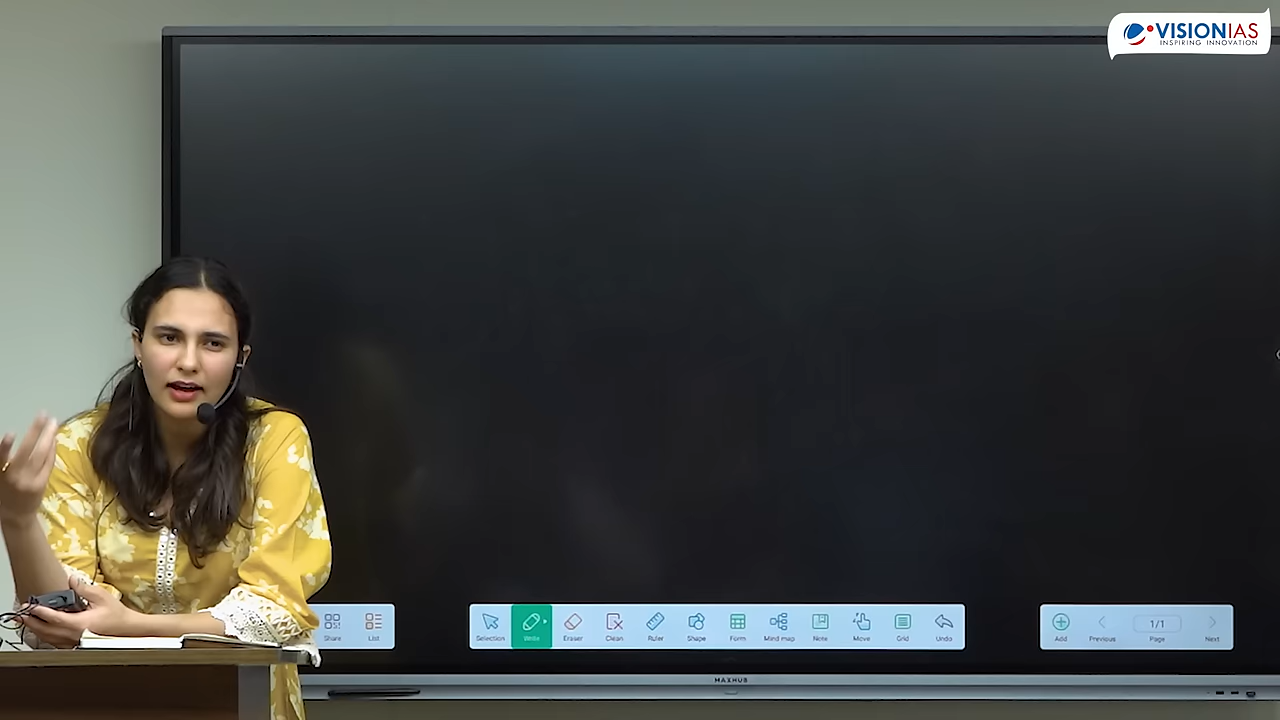 VISIONIAS
INSPIRING INNOVATION
Share
List
Selection
Write
Eraser
Clean
Ruler
Shape
Form
Mind map
Note
Move
Grid
Undo
Add
Previous
1/1
Page
Next
MAXHUB